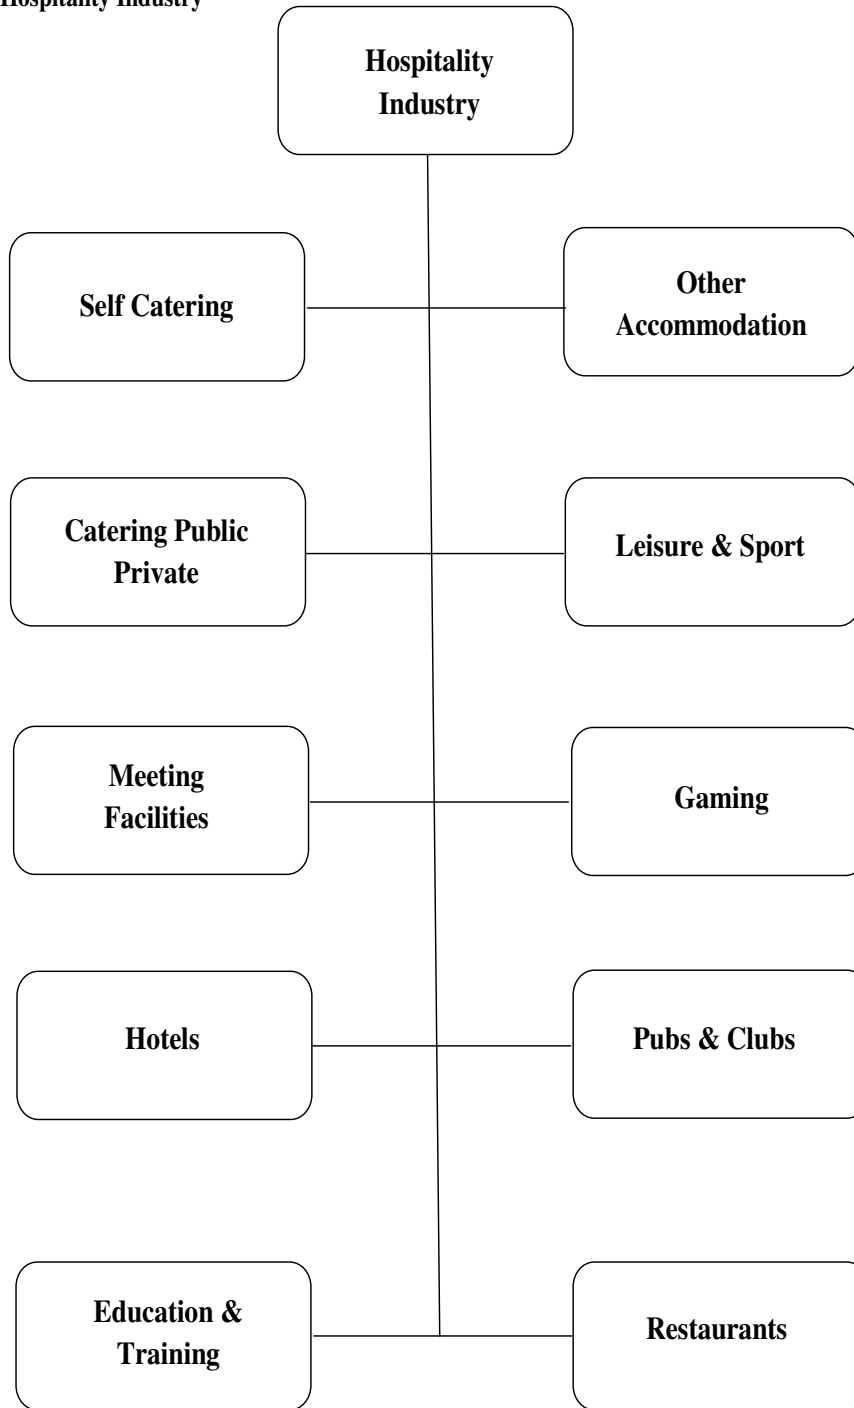 Hospitality Industry
Hospitality
Industry
Self Catering
Other
Accommodation
Catering Public
Private
Leisure & Sport
Meeting
Facilities
Gaming
Hotels
Pubs & Clubs
Education &
Training
Restaurants